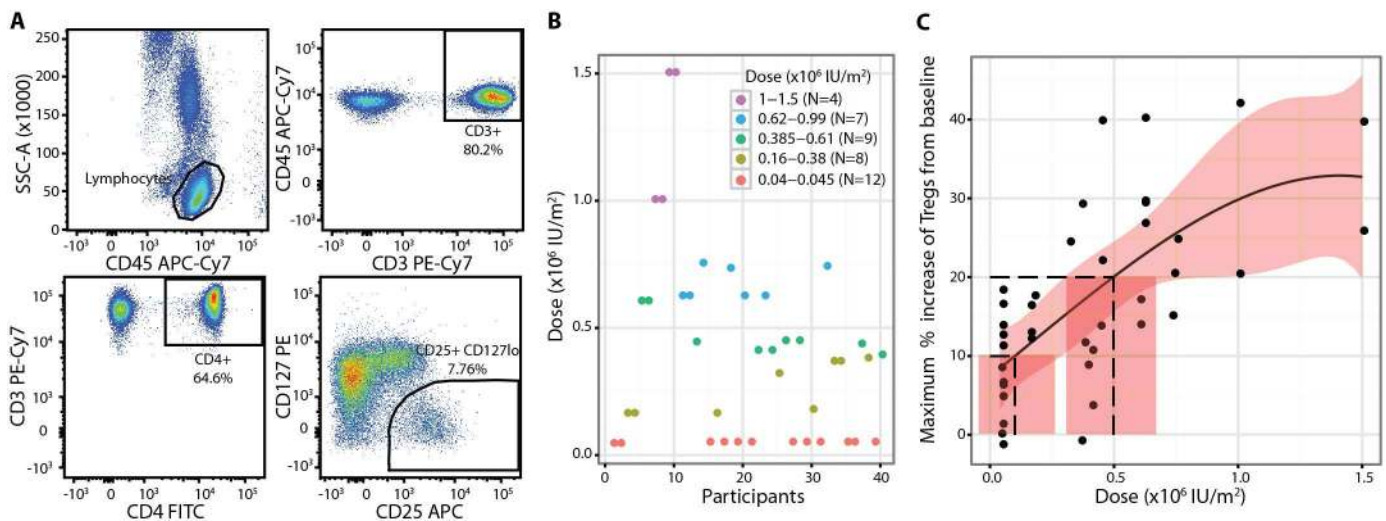 A
SSC-A (x1000)
250
200
150
100
50
0
Lymphocytes
-10³ 0 10³ 10⁴ 10⁵
CD45 APC-Cy7
CD45 APC-Cy7
10⁵
10⁴
10³
0
-10³
CD3+
80.2%
-10³ 0 10³ 10⁴ 10⁵
CD3 PE-Cy7
CD3 PE-Cy7
10⁵
10⁴
10³
0
-10³
CD4+
64.6%
-10³ 0 10³ 10⁴ 10⁵
CD4 FITC
CD127 PE
10⁵
10⁴
10³
0
-10³
CD25+ CD127lo
7.76%
-10³ 0 10³ 10⁴ 10⁵
CD25 APC
B
Dose (x10⁶ IU/m²)
1.5
1.0
0.5
0.0
Dose (x10⁶ IU/m²)
1−1.5 (N=4)
0.62−0.99 (N=7)
0.385−0.61 (N=9)
0.16−0.38 (N=8)
0.04−0.045 (N=12)
0 10 20 30 40
Participants
C
Maximum % increase of Tregs from baseline
40
30
20
10
0
0.0 0.5 1.0 1.5
Dose (x10⁶ IU/m²)